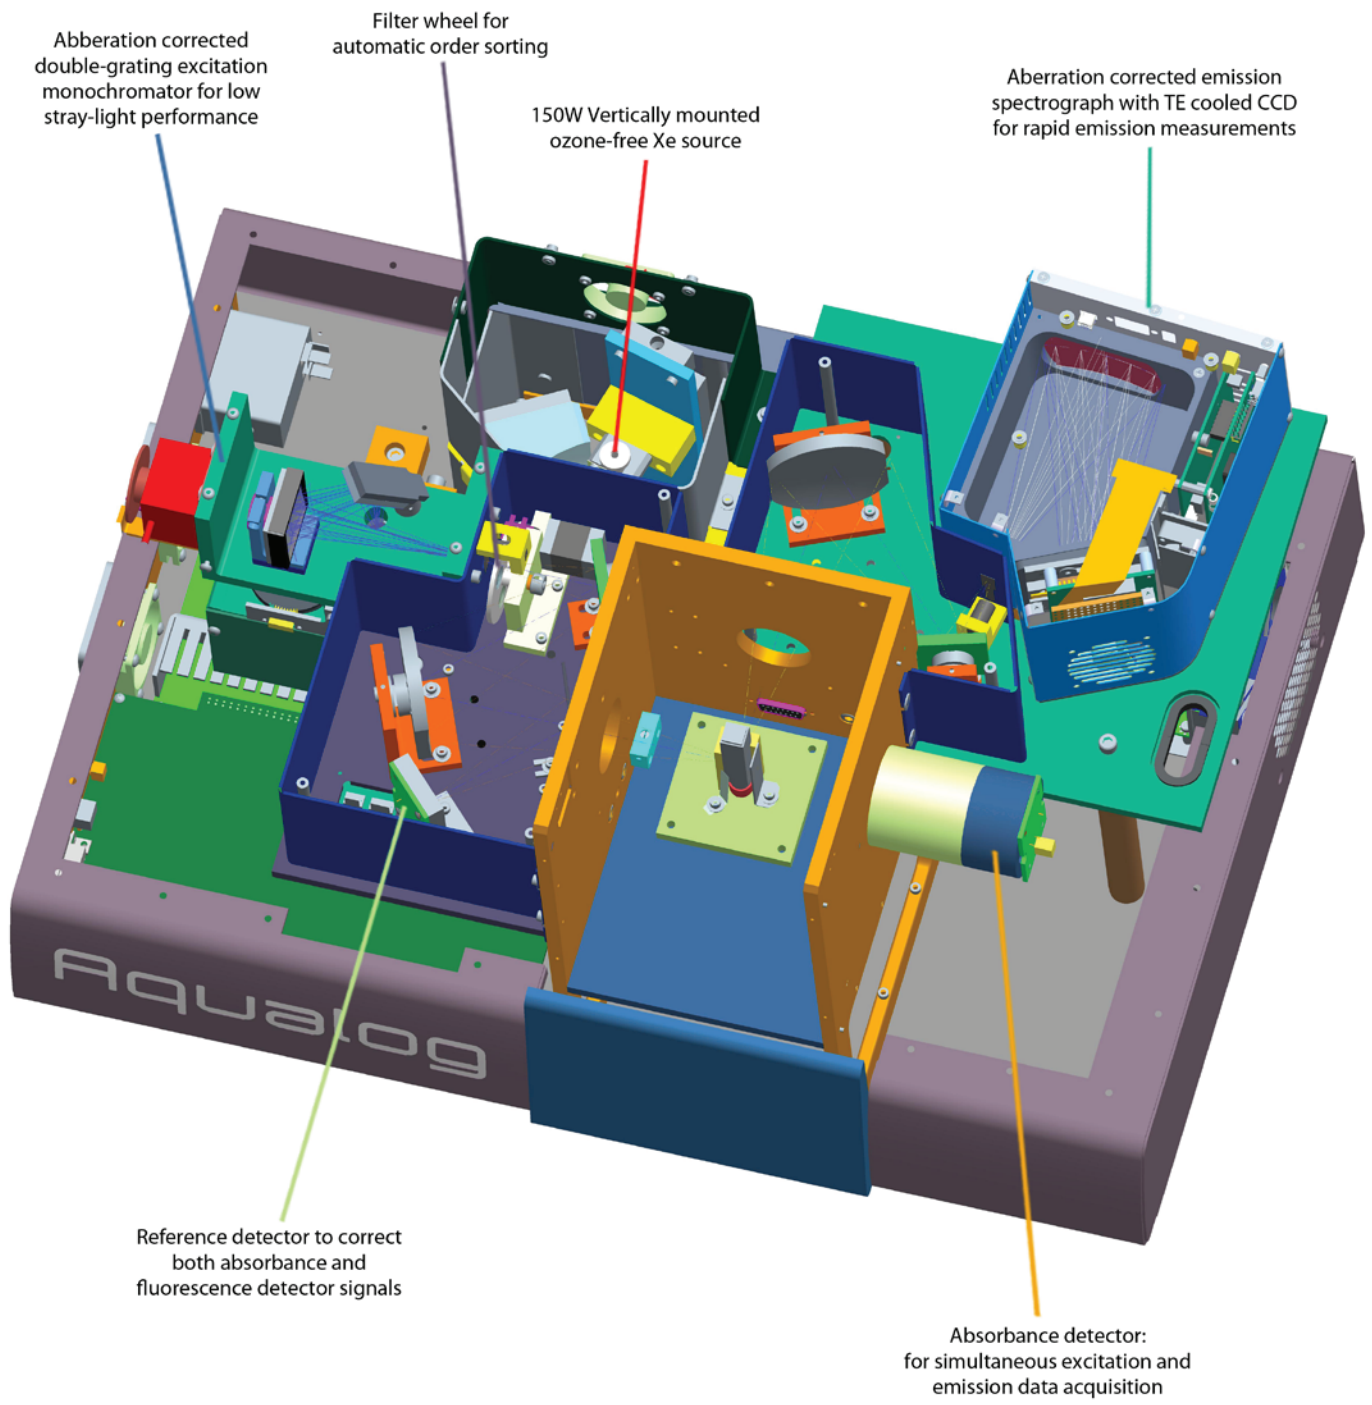 Abberation corrected
double-grating excitation
monochromator for low
stray-light performance
Filter wheel for
automatic order sorting
150W Vertically mounted
ozone-free Xe source
Aberration corrected emission
spectrograph with TE cooled CCD
for rapid emission measurements
Aqualog
Reference detector to correct
both absorbance and
fluorescence detector signals
Absorbance detector:
for simultaneous excitation and
emission data acquisition